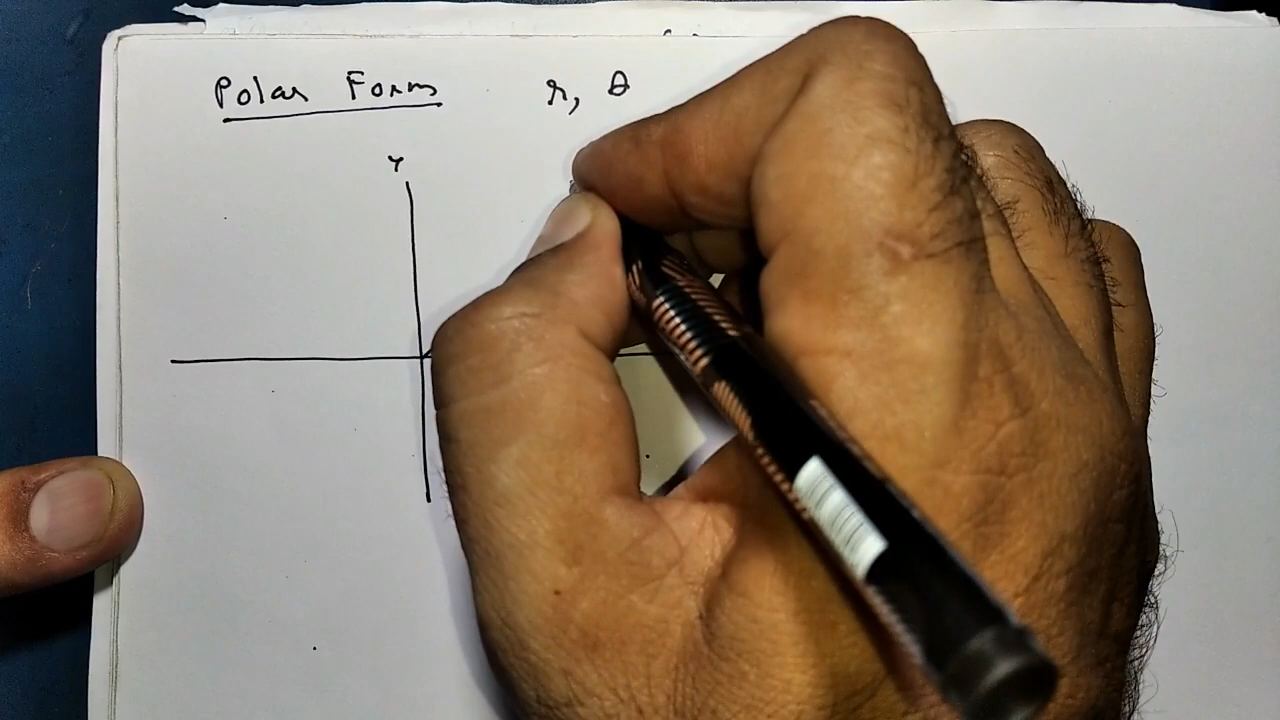 Polar Form r, θ
Y